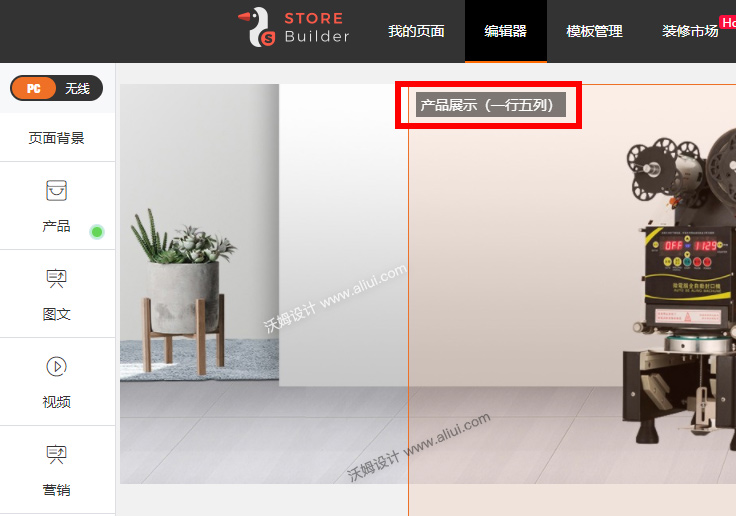 STORE
Builder
我的页面
编辑器
模板管理
装修市场
PC
无线
页面背景
产品
图文
视频
营销
产品展示（一行五列）
OFF
1129
沃姆设计 www.aliui.com
沃姆设计 www.aliui.com